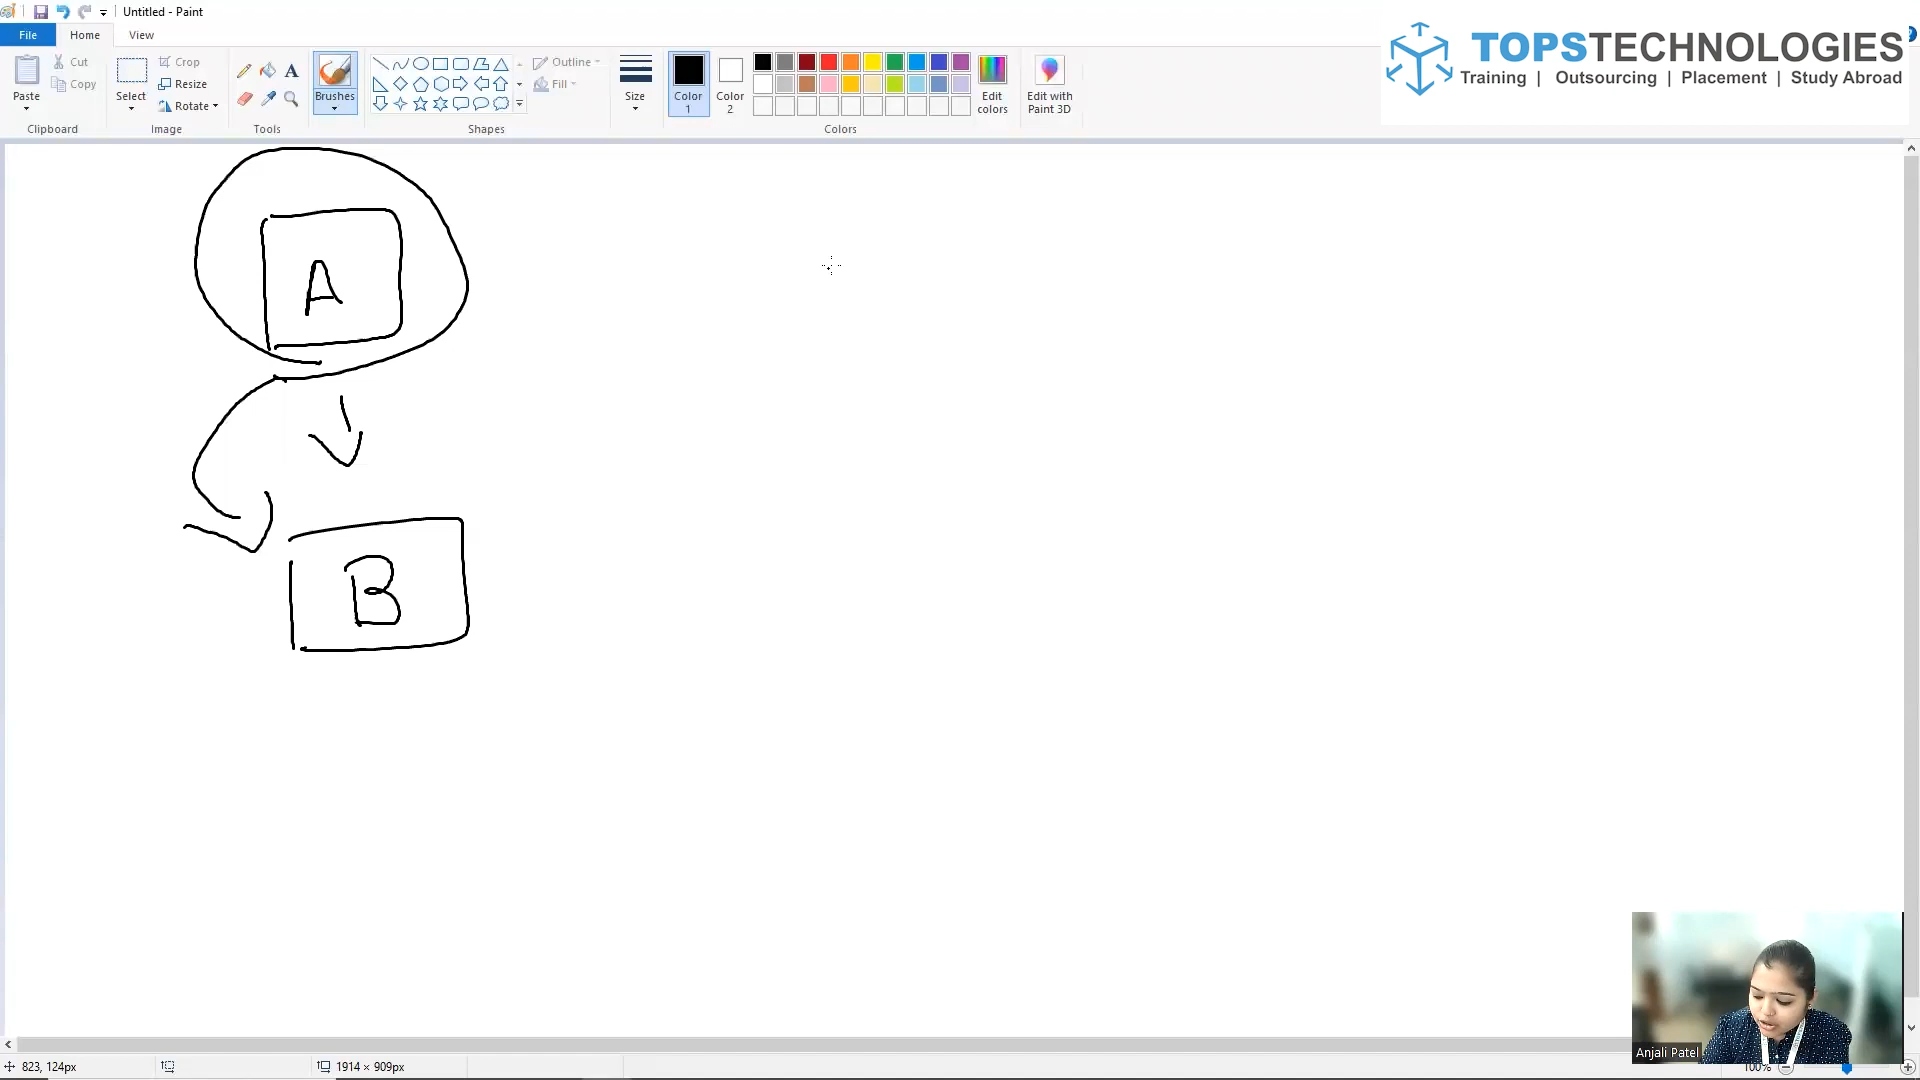 Untitled - Paint
File Home View
Paste
Cut
Copy
Clipboard
Select
Crop
Resize
Rotate
Image
Tools
Brushes
Shapes
Outline
Fill
Size
Color 1
Color 2
Colors
Edit colors
Edit with Paint 3D
TOPSTECHNOLOGIES
Training | Outsourcing | Placement | Study Abroad
A
B
Anjali Patel
823, 124px
1914 × 909px
100%